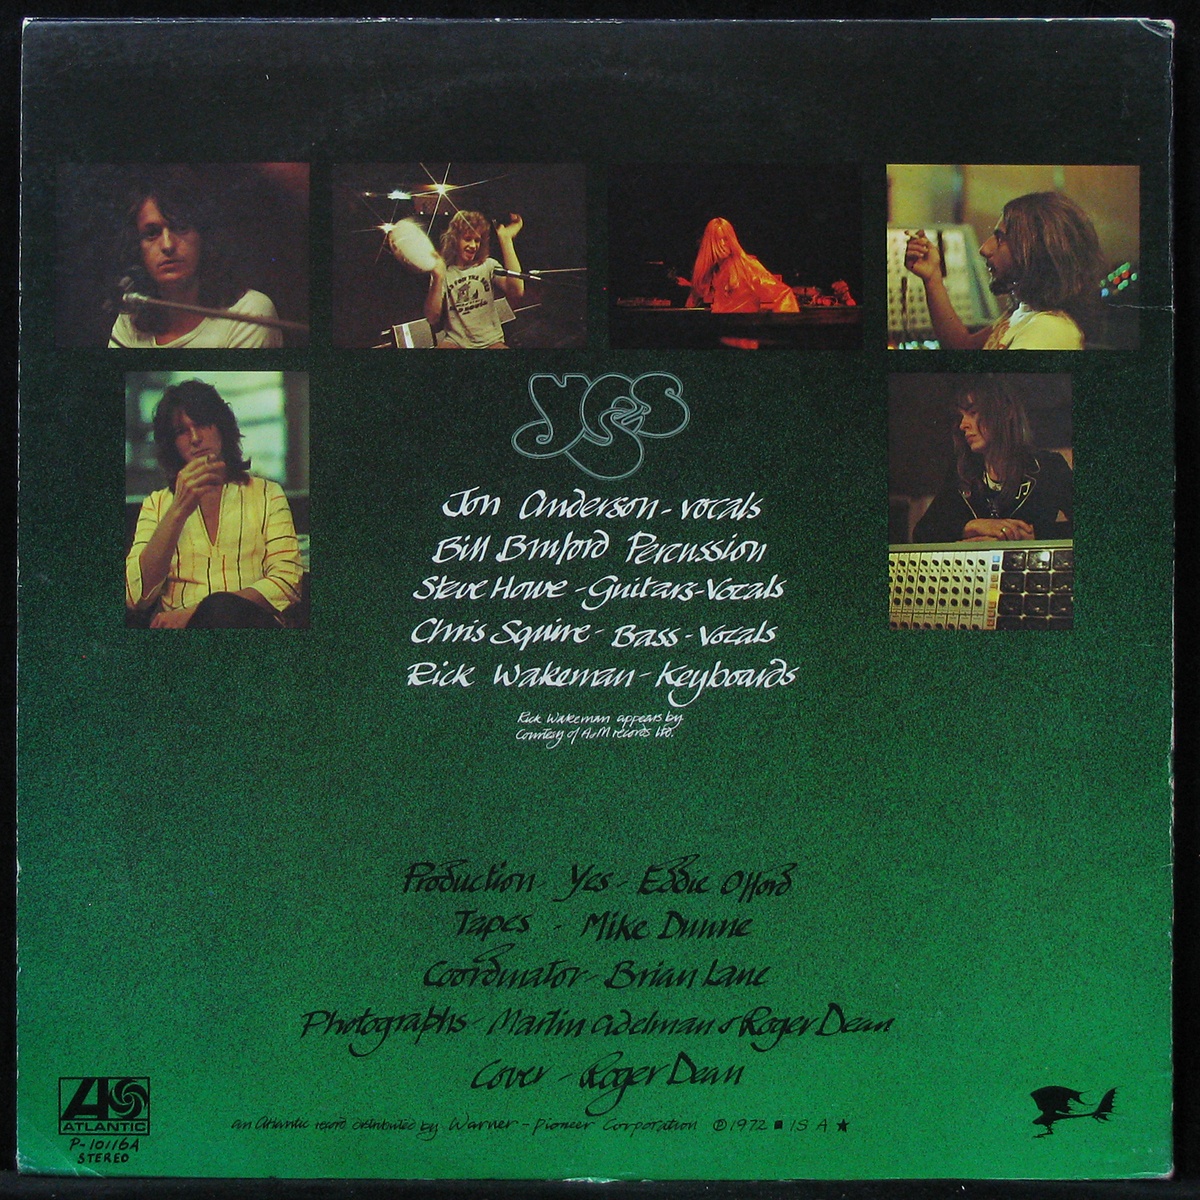 yes
Jon Anderson - vocals
Bill Bruford Percussion
Steve Howe - Guitars - Vocals
Chris Squire - Bass - Vocals
Rick Wakeman - Keyboards
Rick Wakeman appears by
Courtesy of A&M records ltd.
Production - Yes - Eddie Offord
Tapes - Mike Dunne
Coordinator - Brian Lane
Photographs - Martin Adelman & Roger Dean
Cover - Roger Dean
an Atlantic record distributed by Warner - Pioneer Corporation ℗ 1972 ■ IS A ★
ATLANTIC
P-10116A
STEREO